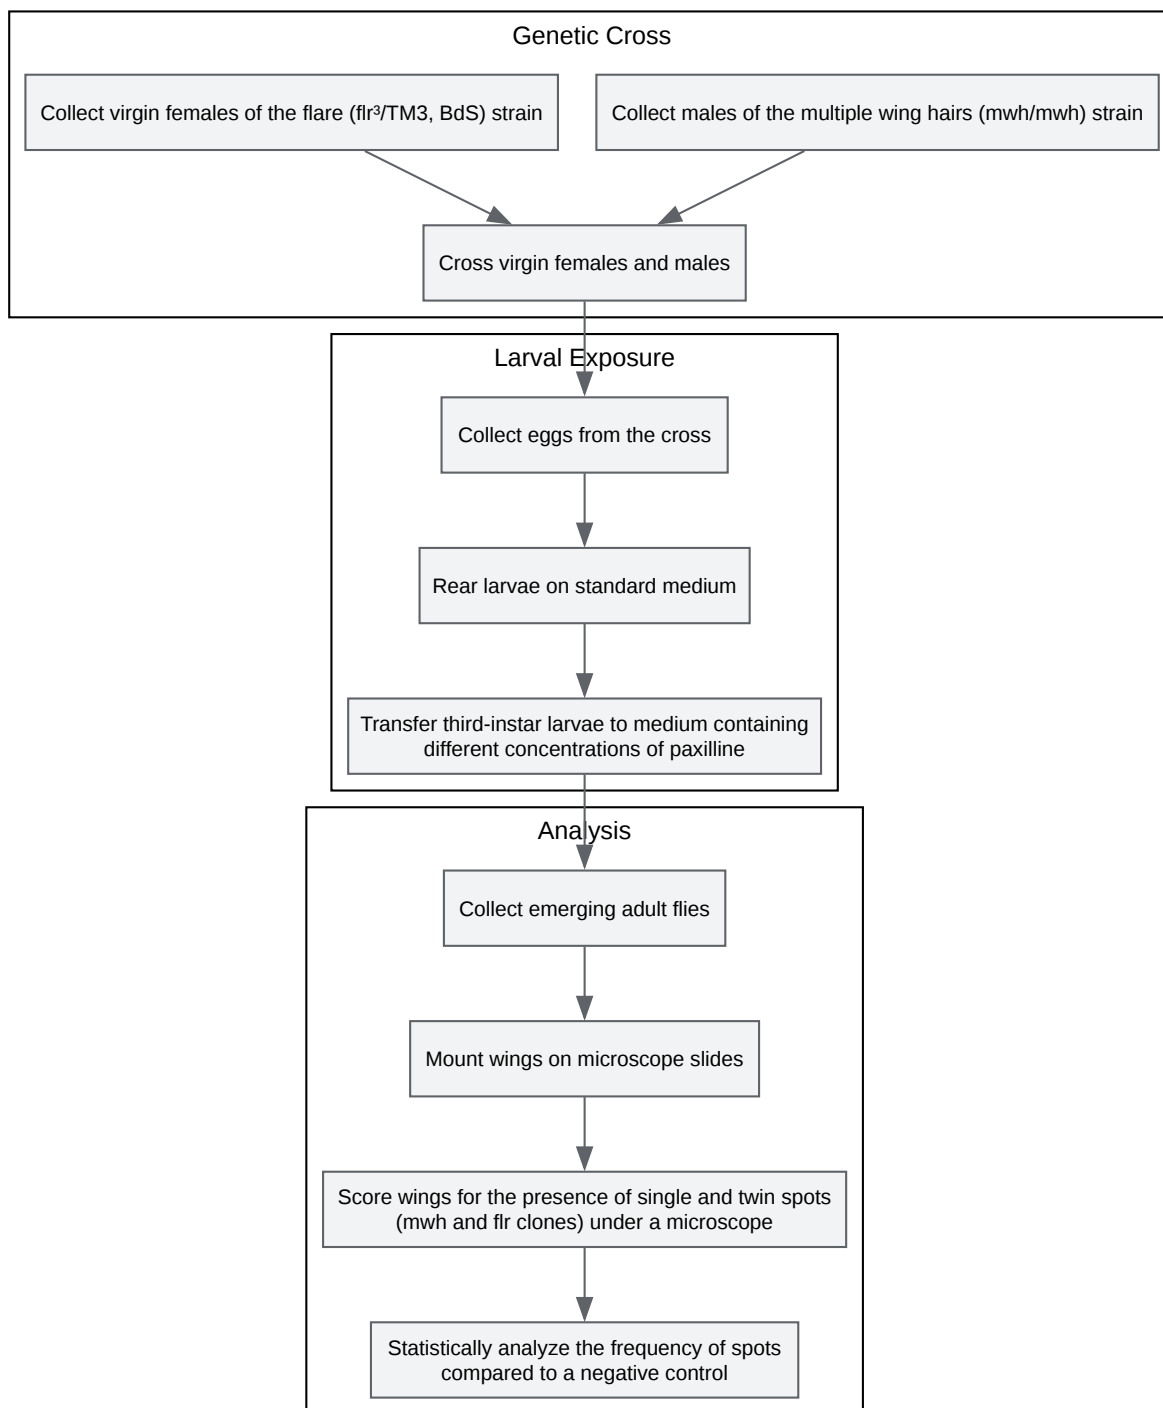 Genetic Cross
Collect virgin females of the flare (flr³/TM3, BdS) strain
Collect males of the multiple wing hairs (mwh/mwh) strain
Cross virgin females and males
Larval Exposure
Collect eggs from the cross
Rear larvae on standard medium
Transfer third-instar larvae to medium containing
different concentrations of paxilline
Analysis
Collect emerging adult flies
Mount wings on microscope slides
Score wings for the presence of single and twin spots
(mwh and flr clones) under a microscope
Statistically analyze the frequency of spots
compared to a negative control